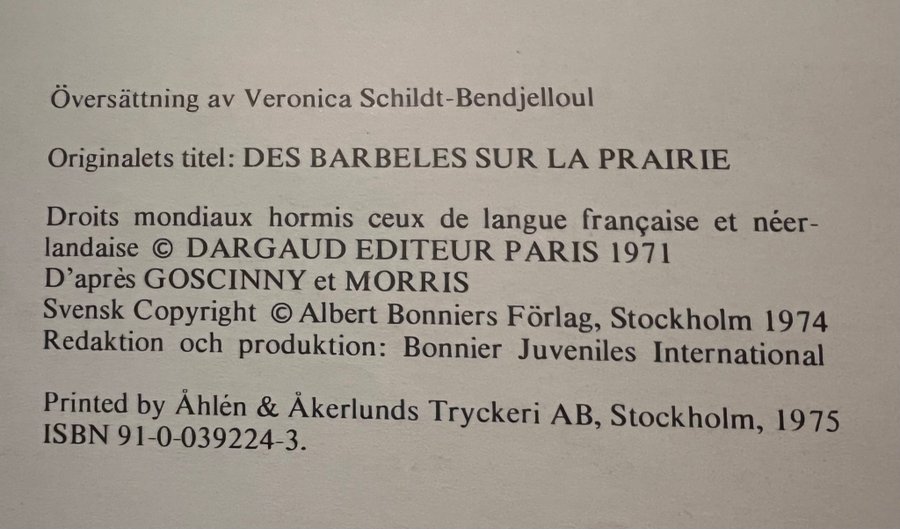 Översättning av Veronica Schildt-Bendjelloul
Originalets titel: DES BARBELES SUR LA PRAIRIE
Droits mondiaux hormis ceux de langue française et néer-
landaise © DARGAUD EDITEUR PARIS 1971
D'après GOSCINNY et MORRIS
Svensk Copyright © Albert Bonniers Förlag, Stockholm 1974
Redaktion och produktion: Bonnier Juveniles International
Printed by Åhlén & Åkerlunds Tryckeri AB, Stockholm, 1975
ISBN 91-0-039224-3.